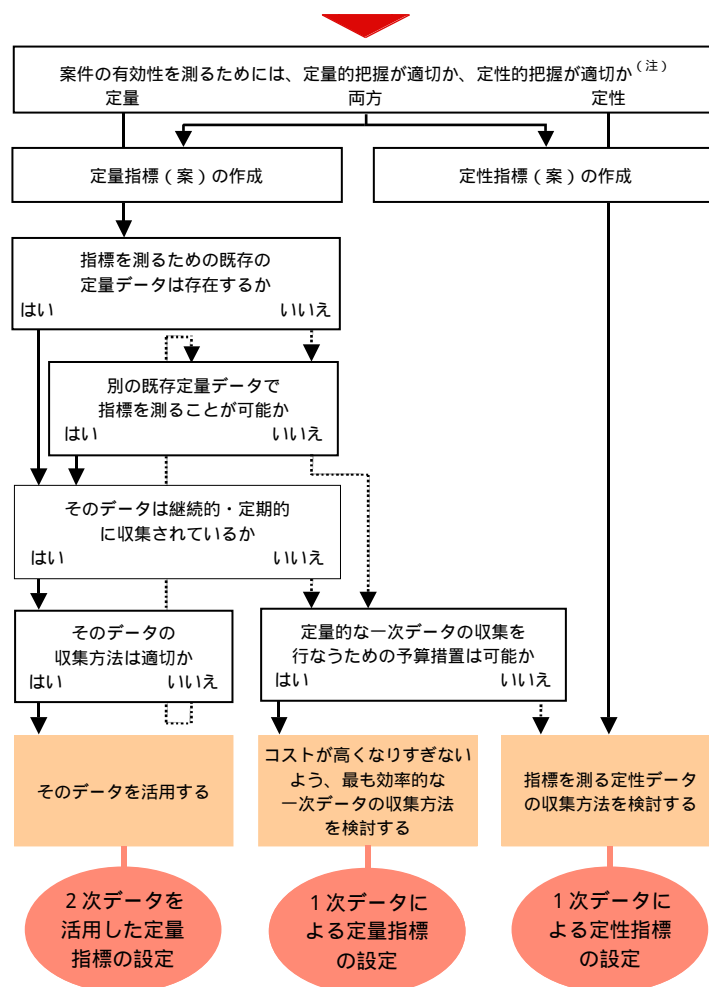 案件の有効性を測るためには、定量的把握が適切か、定性的把握が適切か(注)
定量 両方 定性
定量指標(案)の作成
定性指標(案)の作成
指標を測るための既存の
定量データは存在するか
はい いいえ
別の既存定量データで
指標を測ることが可能か
はい いいえ
そのデータは継続的・定期的
に収集されているか
はい いいえ
そのデータの
収集方法は適切か
はい いいえ
定量的な一次データの収集を
行なうための予算措置は可能か
はい いいえ
そのデータを活用する
コストが高くなりすぎない
よう、最も効率的な
一次データの収集方法
を検討する
指標を測る定性データ
の収集方法を検討する
2次データを
活用した定量
指標の設定
1次データに
よる定量指標
の設定
1次データに
よる定性指標
の設定